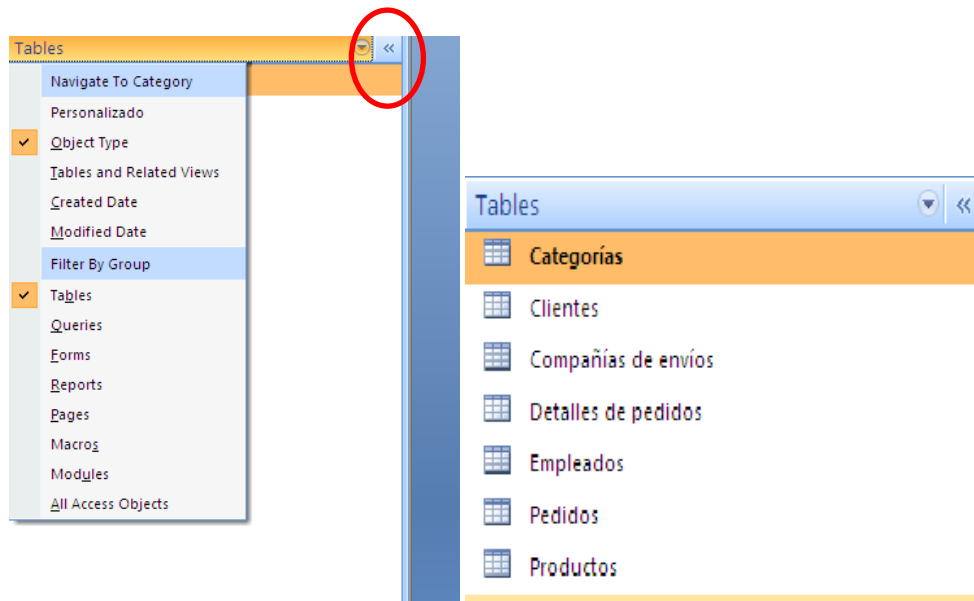 Tables
Navigate To Category
Personalizado
Object Type
Tables and Related Views
Created Date
Modified Date
Filter By Group
Tables
Queries
Forms
Reports
Pages
Macros
Modules
All Access Objects
Tables
Categorías
Clientes
Compañías de envíos
Detalles de pedidos
Empleados
Pedidos
Productos